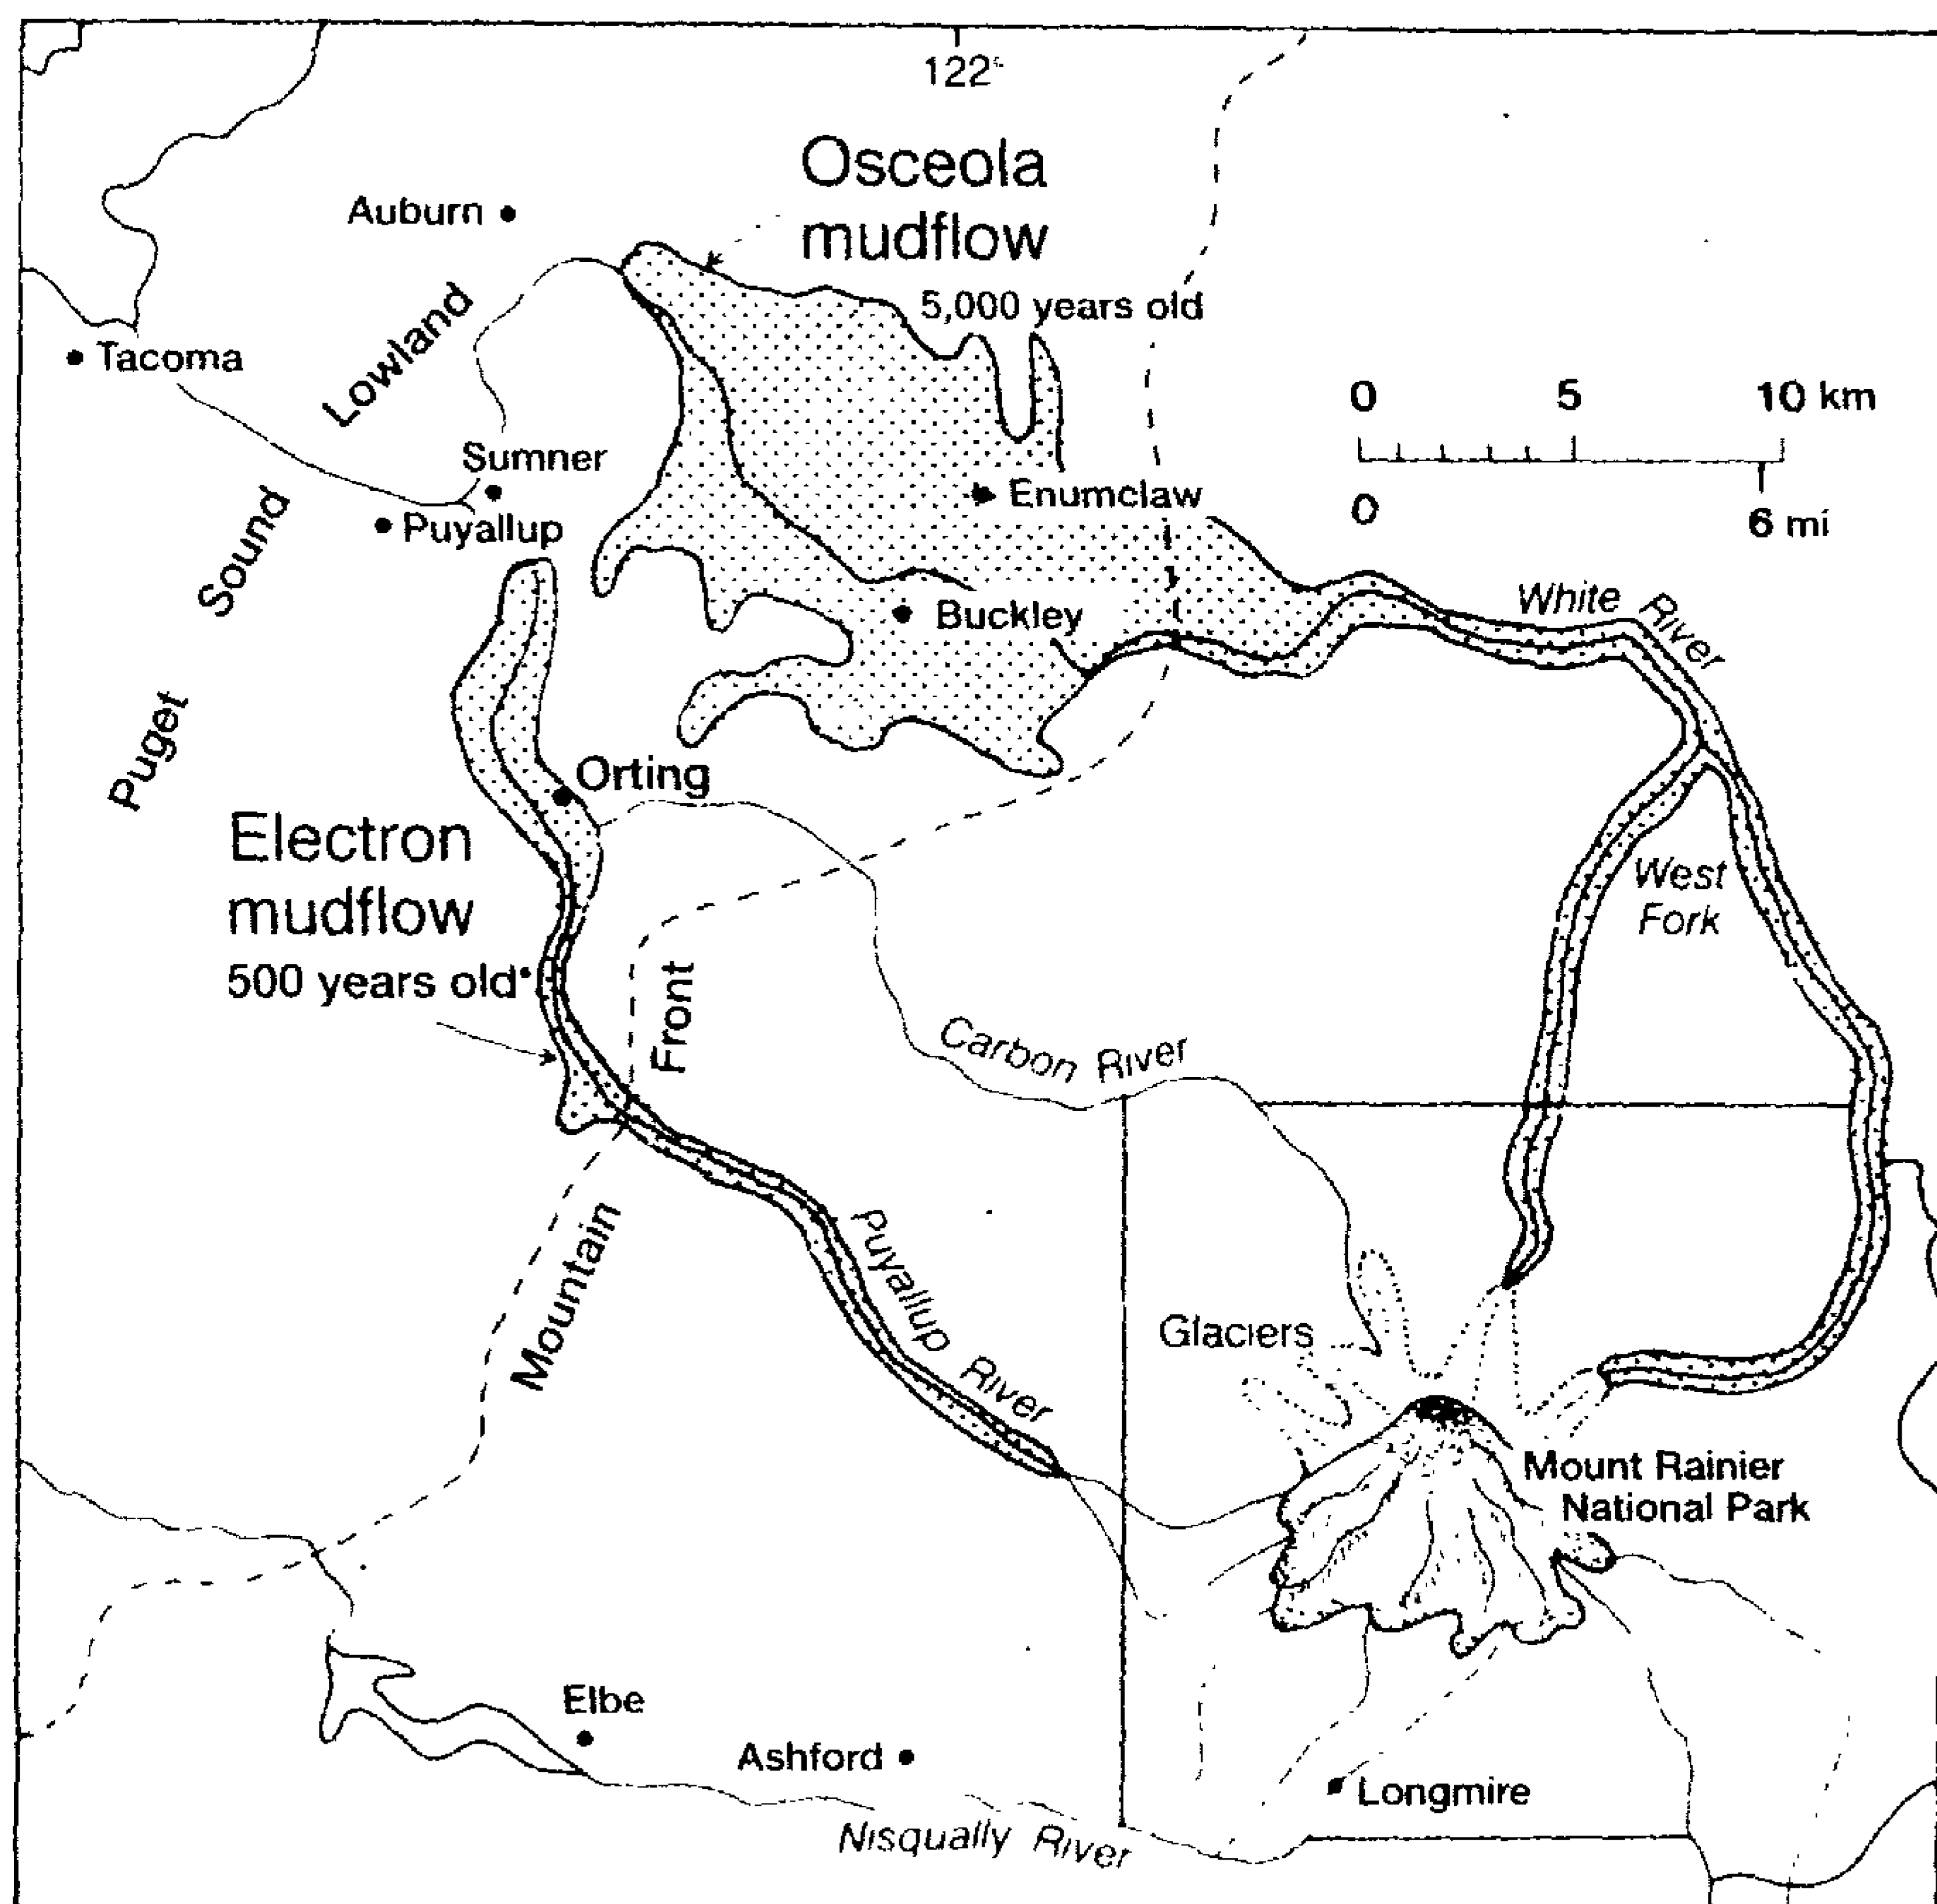 122°
Osceola
mudflow
5,000 years old
Auburn
Lowland
Tacoma
0 5 10 km
0 6 mi
Sumner
Puyallup
Enumclaw
Sound
White River
Buckley
Puget
Orting
Electron
mudflow
500 years old
West
Fork
Front
Carbon River
Mountain
Puyallup River
Glaciers
Mount Rainier
National Park
Elbe
Ashford
Longmire
Nisqually River